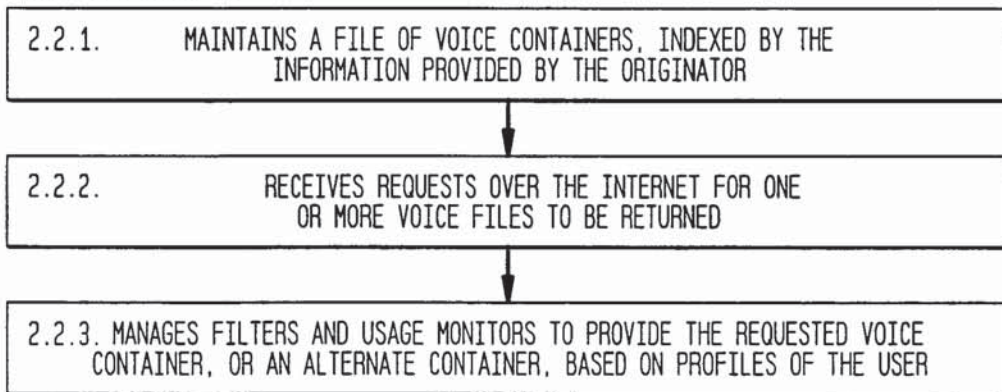 2.2.1. MAINTAINS A FILE OF VOICE CONTAINERS, INDEXED BY THE
INFORMATION PROVIDED BY THE ORIGINATOR
2.2.2. RECEIVES REQUESTS OVER THE INTERNET FOR ONE
OR MORE VOICE FILES TO BE RETURNED
2.2.3. MANAGES FILTERS AND USAGE MONITORS TO PROVIDE THE REQUESTED VOICE
CONTAINER, OR AN ALTERNATE CONTAINER, BASED ON PROFILES OF THE USER